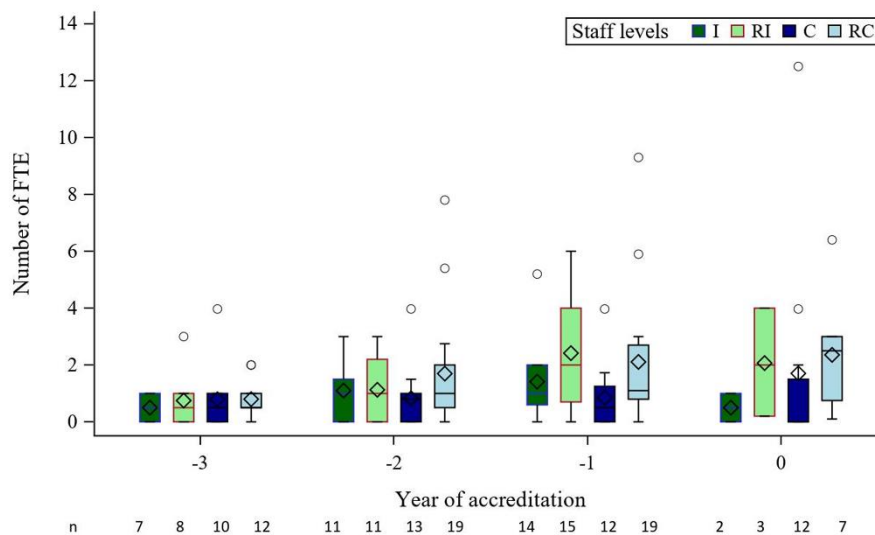 14
Staff levels I RI C RC
12
10
8
6
4
2
0
Number of FTE
-3 -2 -1 0
Year of accreditation
n 7 8 10 12 11 11 13 19 14 15 12 19 2 3 12 7